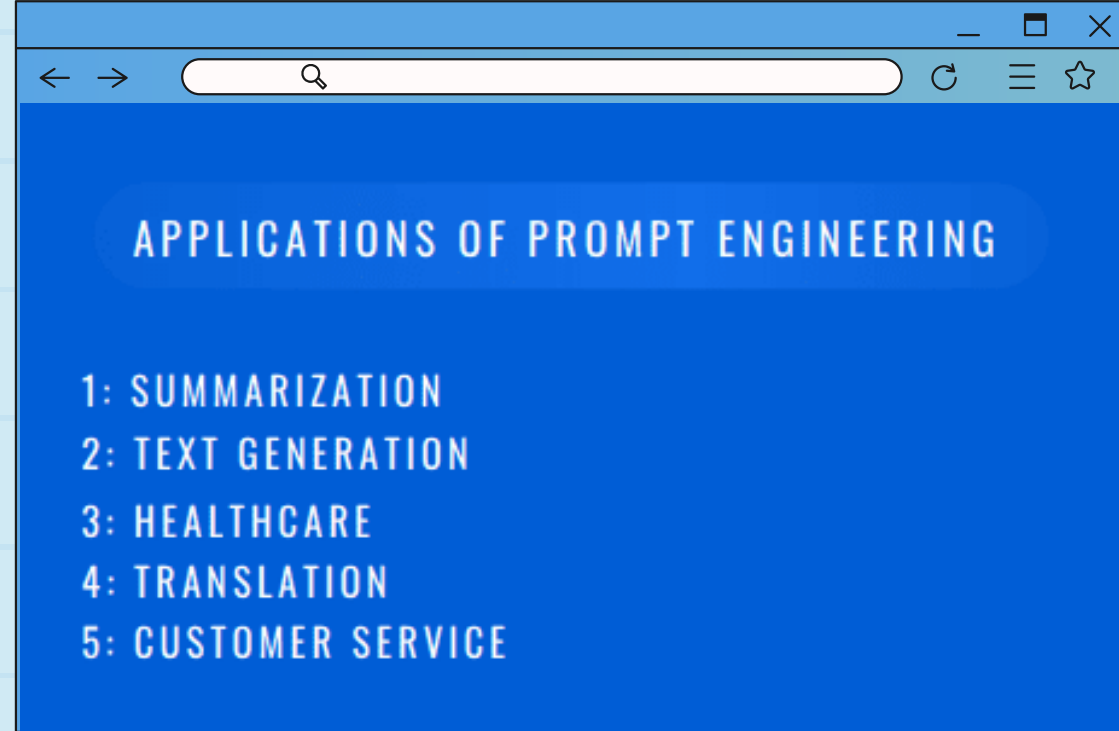 APPLICATIONS OF PROMPT ENGINEERING
1: SUMMARIZATION
2: TEXT GENERATION
3: HEALTHCARE
4: TRANSLATION
5: CUSTOMER SERVICE